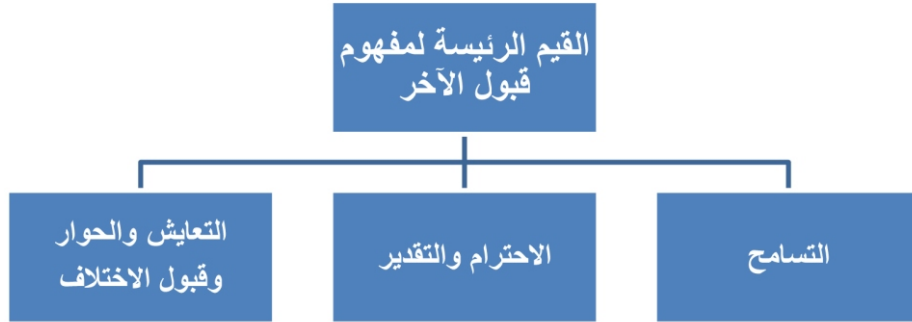 القيم الرئيسة لمفهوم
قبول الآخر
التسامح
الاحترام والتقدير
التعايش والحوار
وقبول الاختلاف